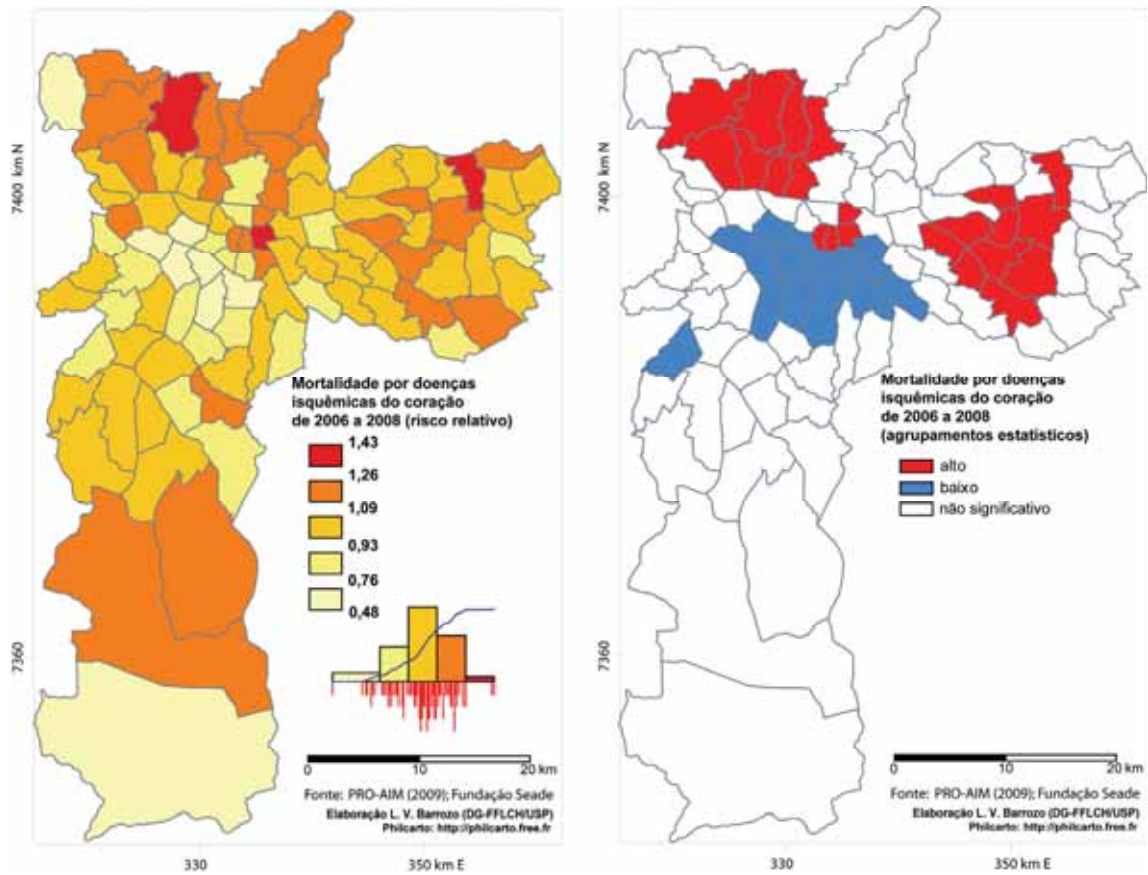 7400 km N
7360
Mortalidade por doenças
isquêmicas do coração
de 2006 a 2008 (risco relativo)
1,43
1,26
1,09
0,93
0,76
0,48
0 10 20 km
Fonte: PRO-AIM (2009); Fundação Seade
Elaboração L. V. Barrozo (DG-FFLCH/USP)
Philcarto: http://philcarto.free.fr
330 350 km E
7400 km N
7360
Mortalidade por doenças
isquêmicas do coração
de 2006 a 2008
(agrupamentos estatísticos)
alto
baixo
não significativo
0 10 20 km
Fonte: PRO-AIM (2009); Fundação Seade
Elaboração L. V. Barrozo (DG-FFLCH/USP)
Philcarto: http://philcarto.free.fr
330 350 km E